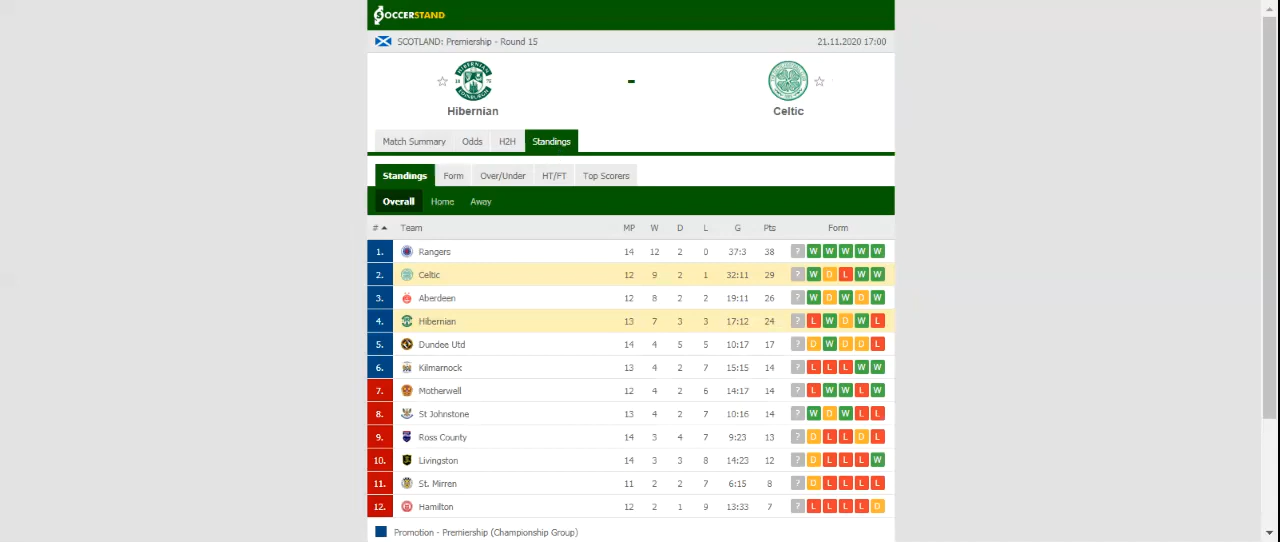 SOCCERSTAND
SCOTLAND: Premiership - Round 15 21.11.2020 17:00
HIBERNIAN
18 75
EDINBURGH
-
Hibernian Celtic
Match Summary Odds H2H Standings
Standings Form Over/Under HT/FT Top Scorers
Overall Home Away
# Team MP W D L G Pts Form
1. Rangers 14 12 2 0 37:3 38 ? W W W W W
2. Celtic 12 9 2 1 32:11 29 ? W D L W W
3. Aberdeen 12 8 2 2 19:11 26 ? W D W D W
4. Hibernian 13 7 3 3 17:12 24 ? L W D W L
5. Dundee Utd 14 4 5 5 10:17 17 ? D W D D L
6. Kilmarnock 13 4 2 7 15:15 14 ? L L L W W
7. Motherwell 12 4 2 6 14:17 14 ? L W W L L
8. St Johnstone 13 4 2 7 10:16 14 ? W D W L L
9. Ross County 14 3 4 7 9:23 13 ? D L L D L
10. Livingston 14 3 3 8 14:23 12 ? D L L L W
11. St. Mirren 11 2 2 7 6:15 8 ? D L L L L
12. Hamilton 12 2 1 9 13:33 7 ? L L L L D
Promotion - Premiership (Championship Group)